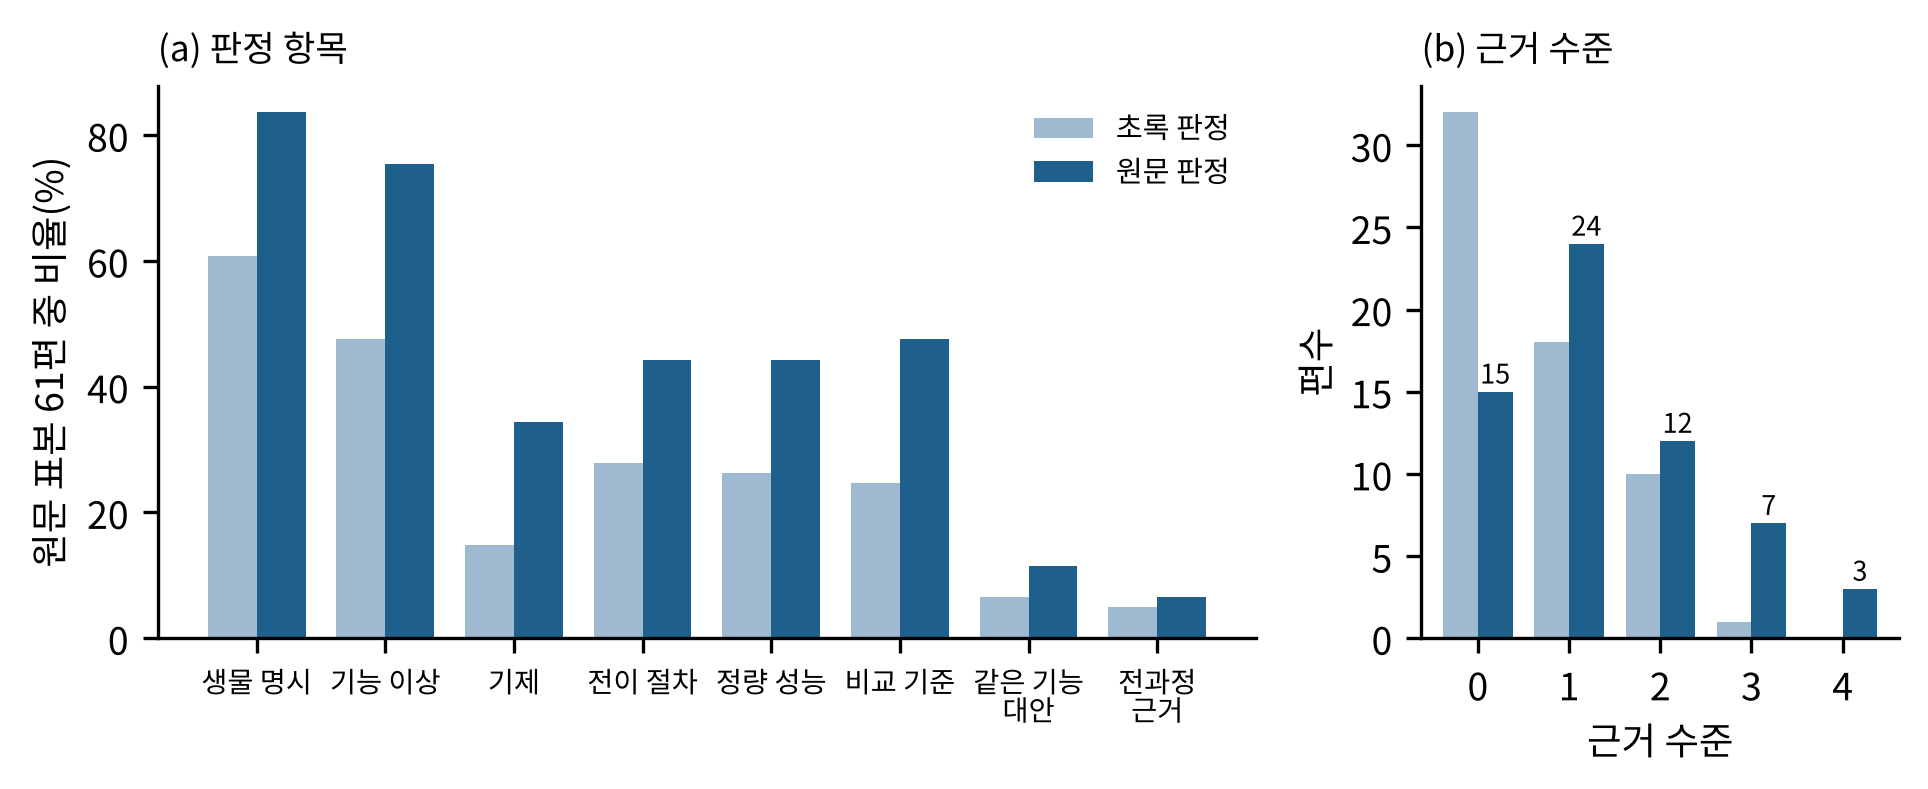 (a) 판정 항목
원문 표본 61편 중 비율(%)
80
60
40
20
0
초록 판정
원문 판정
생물 명시
기능 이상
기제
전이 절차
정량 성능
비교 기준
같은 기능
대안
전과정
근거
(b) 근거 수준
편수
30
25
20
15
10
5
0
15
24
12
7
3
0
1
2
3
4
근거 수준